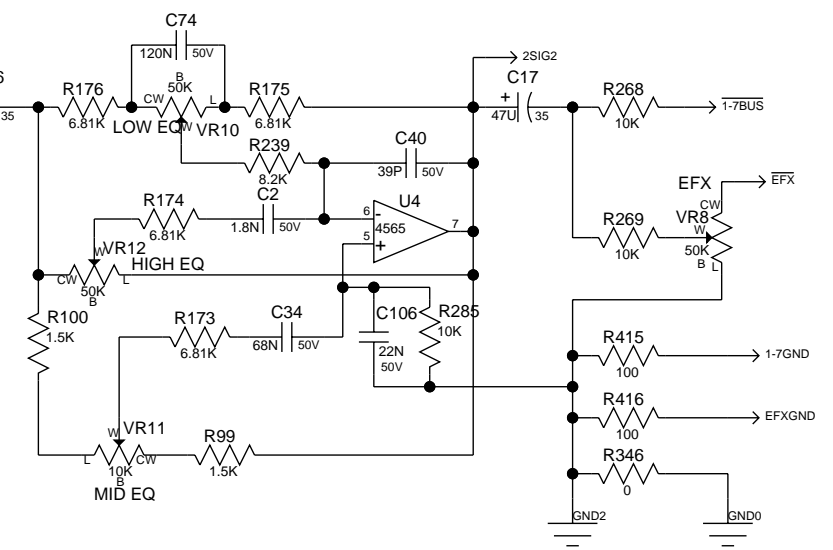 C74
120N 50V
B
50K
CW L
W
LOW EQ VR10
R176
6.81K
6
35
R175
6.81K
2SIG2
C17
+
47U 35
R268
10K
1-7BUS
R239
8.2K
C40
39P 50V
R174
6.81K
C2
1.8N 50V
U4
4565
6 -
5 +
7
EFX
EFX
CW
VR8
W
50K
B L
R269
10K
W VR12
CW L
50K
B
HIGH EQ
R100
1.5K
R173
6.81K
C34
68N 50V
C106
22N
50V
R285
10K
R415
100
1-7GND
R416
100
EFXGND
R346
0
W VR11
L CW
10K
B
MID EQ
R99
1.5K
GND2
GND0